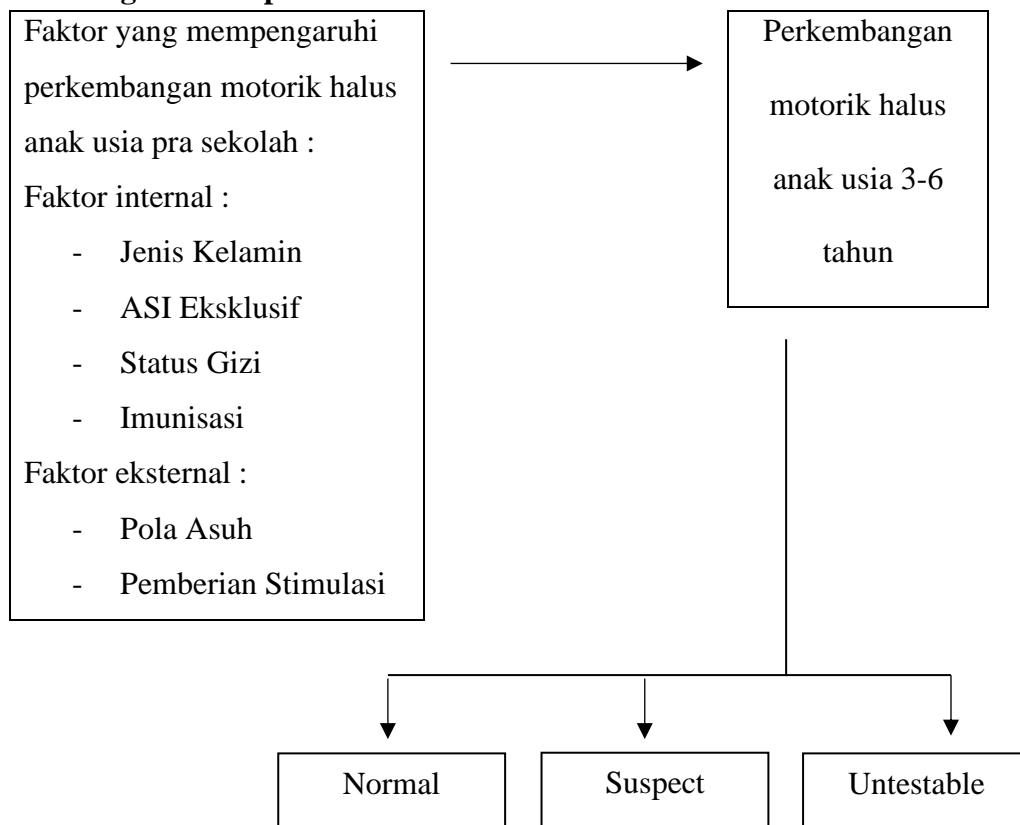 Faktor yang mempengaruhi
perkembangan motorik halus
anak usia pra sekolah :
Faktor internal :
- Jenis Kelamin
- ASI Eksklusif
- Status Gizi
- Imunisasi
Faktor eksternal :
- Pola Asuh
- Pemberian Stimulasi
Perkembangan
motorik halus
anak usia 3-6
tahun
Normal
Suspect
Untestable